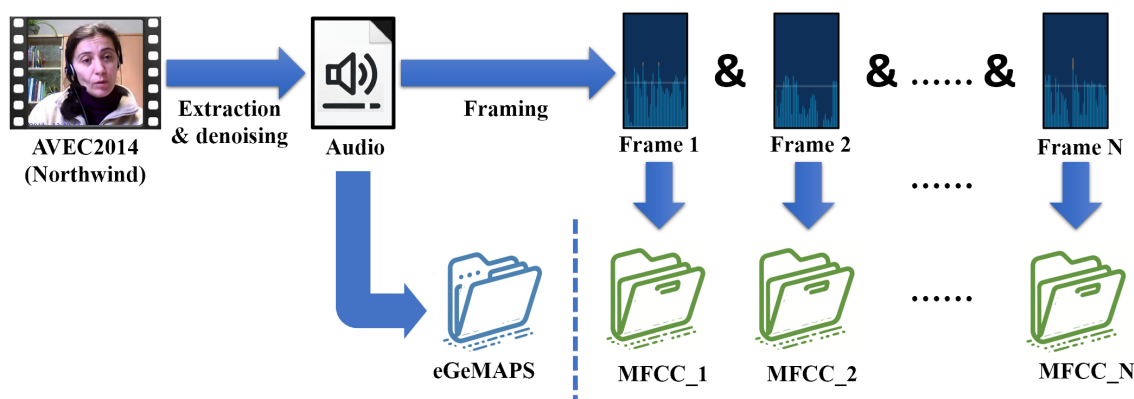 & & ...... &
Extraction
& denoising
Framing
AVEC2014
(Northwind)
Audio
Frame 1
Frame 2
Frame N
......
......
eGeMAPS
MFCC_1
MFCC_2
MFCC_N